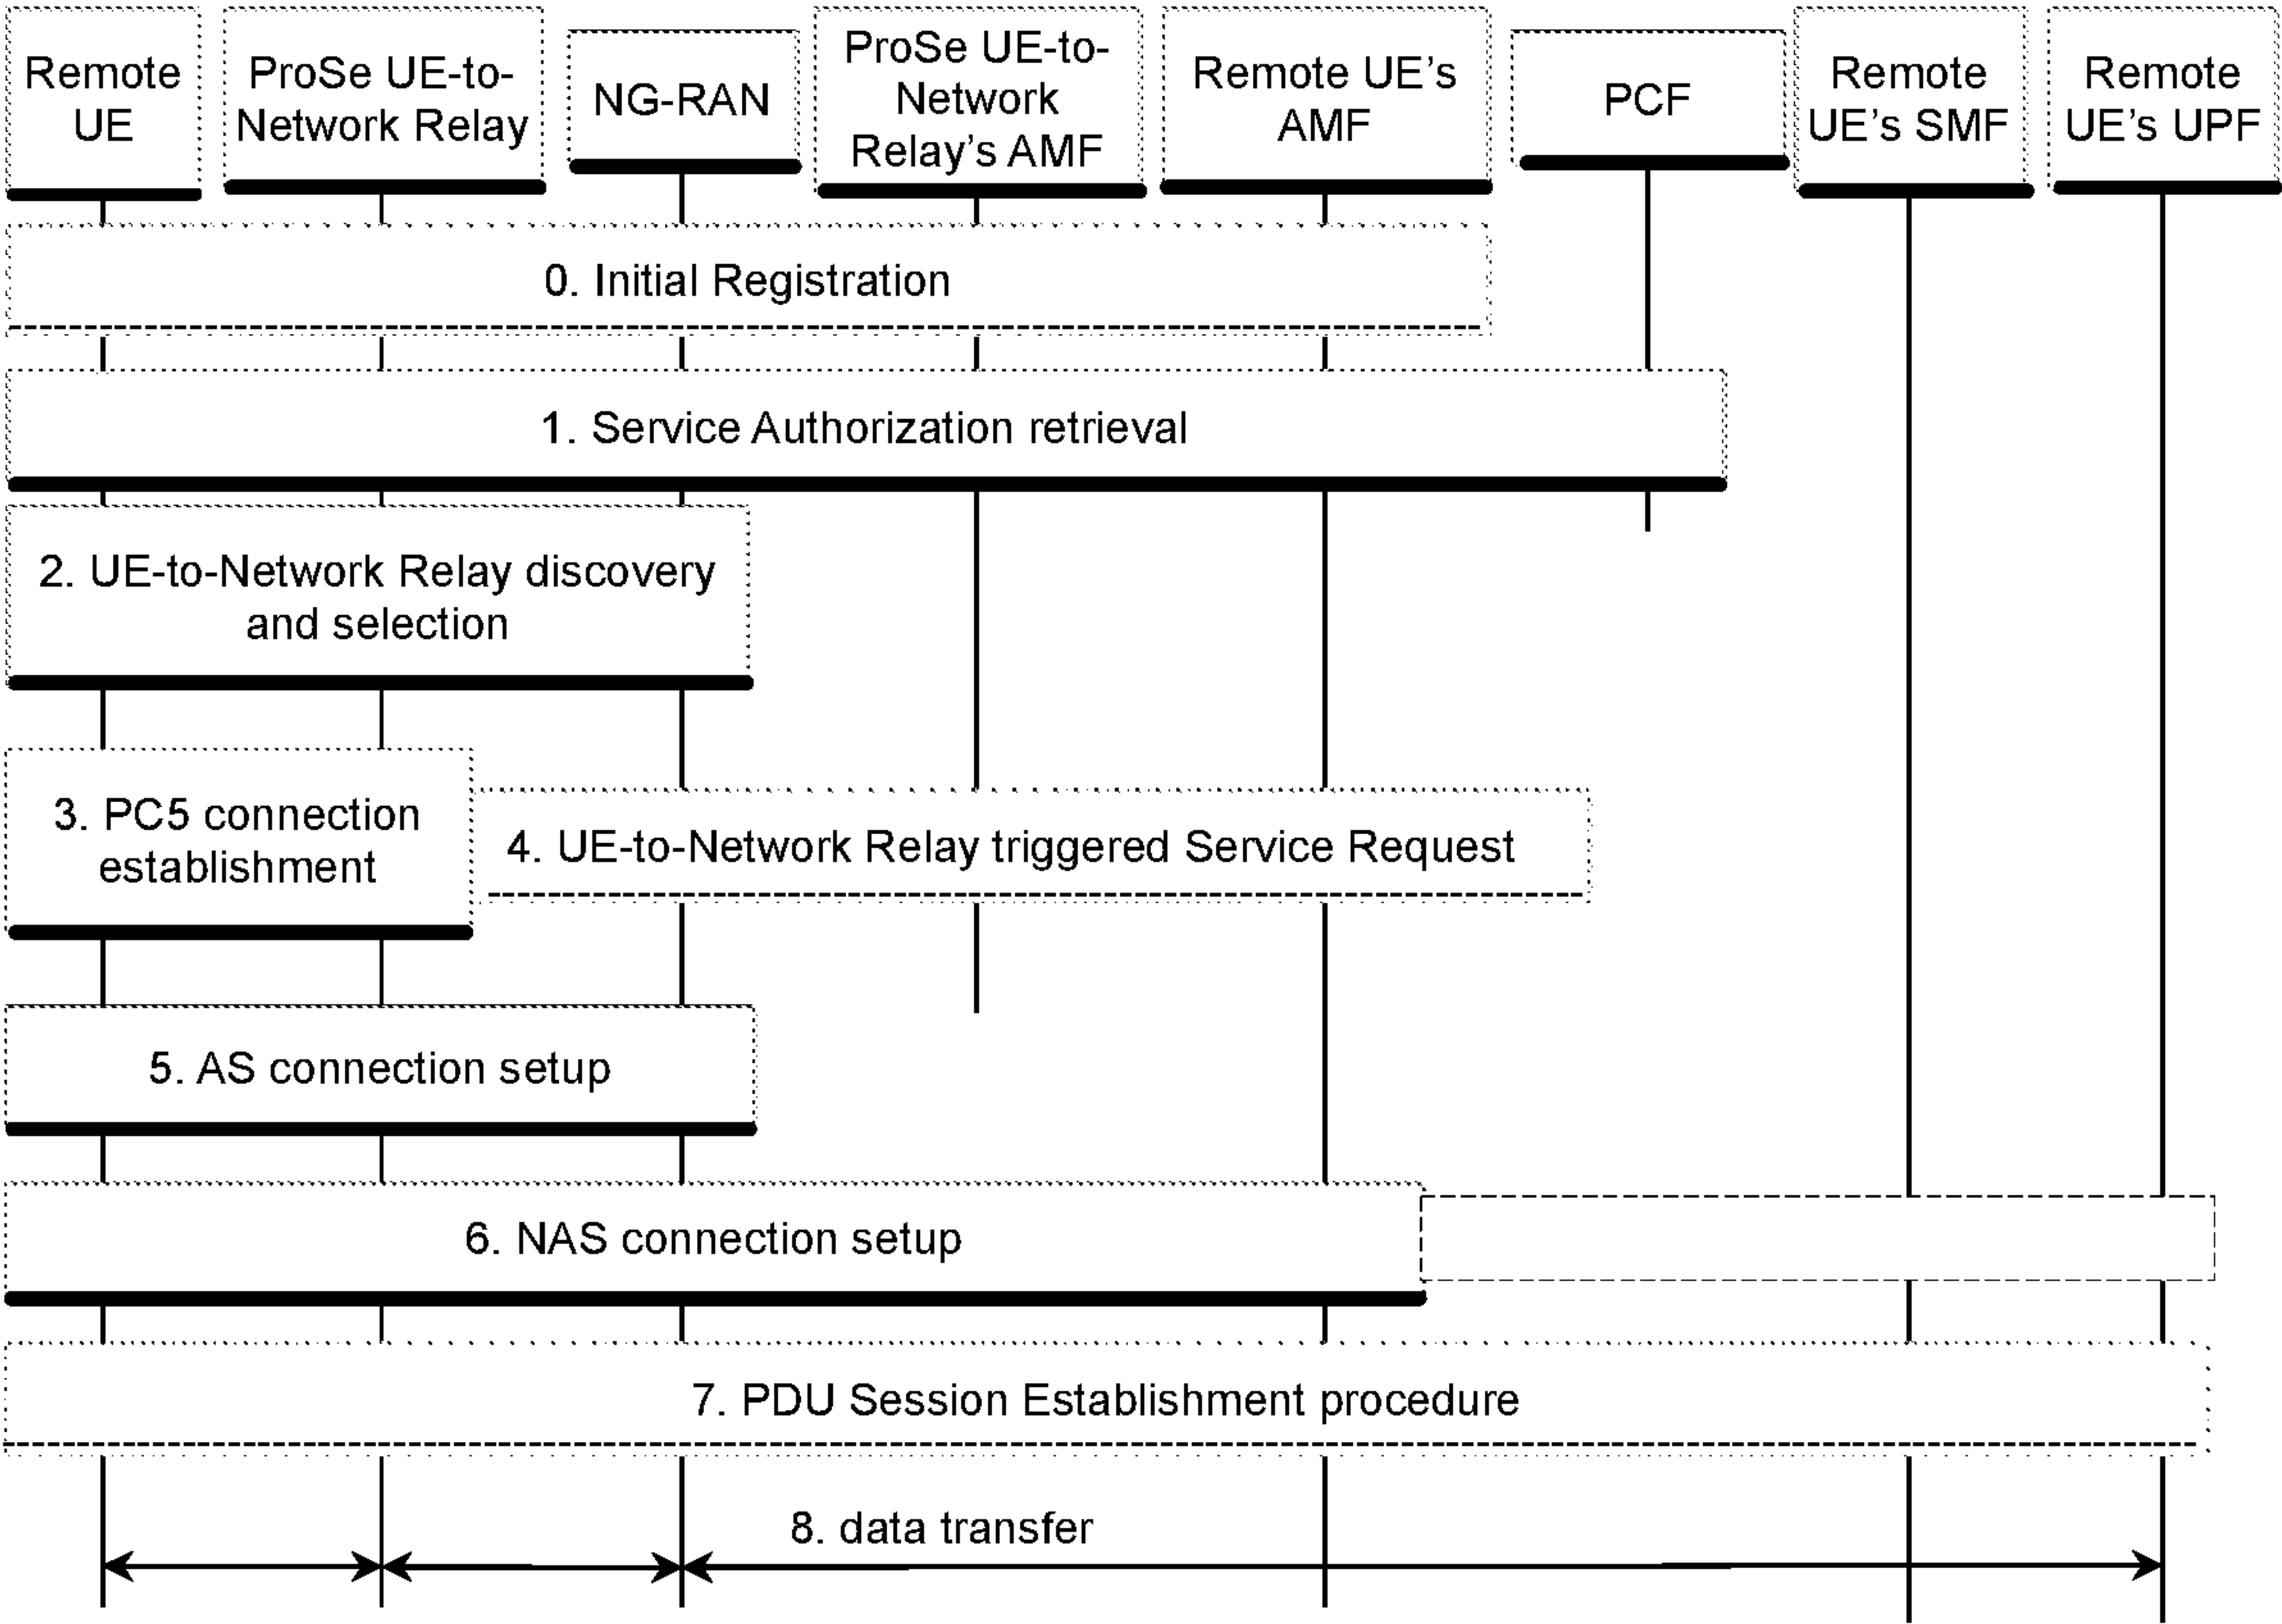 Remote
UE
ProSe UE-to-
Network Relay
NG-RAN
ProSe UE-to-
Network
Relay’s AMF
Remote UE’s
AMF
PCF
Remote
UE’s SMF
Remote
UE’s UPF
0. Initial Registration
1. Service Authorization retrieval
2. UE-to-Network Relay discovery
and selection
3. PC5 connection
establishment
4. UE-to-Network Relay triggered Service Request
5. AS connection setup
6. NAS connection setup
7. PDU Session Establishment procedure
8. data transfer